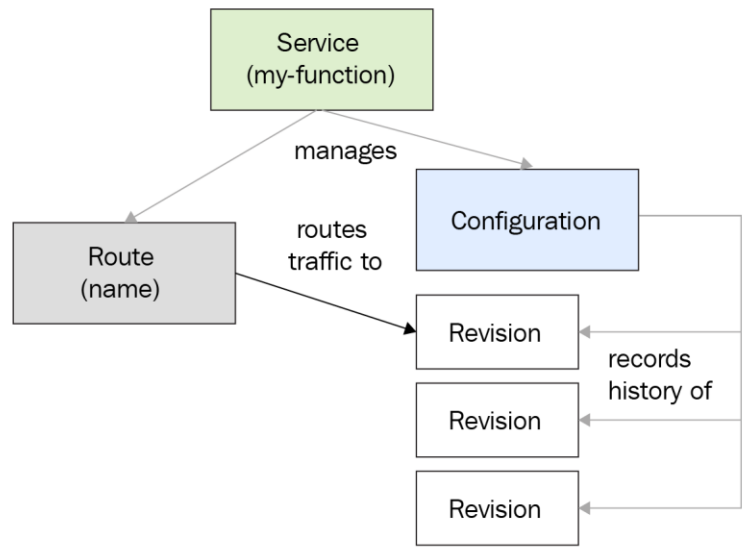 Service
(my-function)
manages
Configuration
routes
traffic to
Route
(name)
Revision
records
history of
Revision
Revision